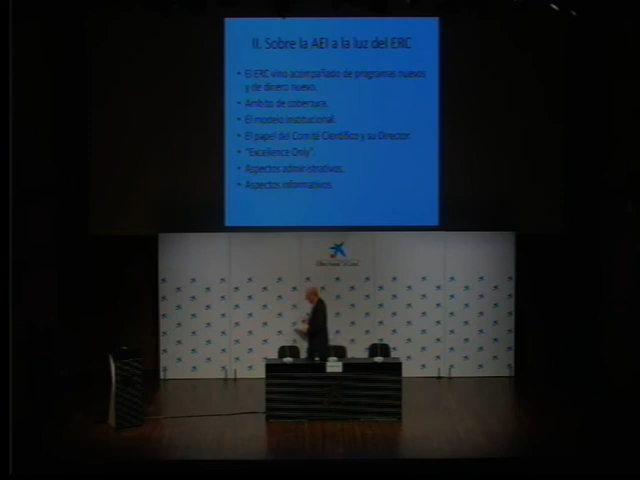 II. Sobre la AEI a la luz del ERC
• El ERC vino acompañado de programas nuevos
y de dinero nuevo.
• Ámbito de cobertura.
• El modelo institucional.
• El papel del Comité Científico y su Director.
• "Excellence Only".
• Aspectos administrativos.
• Aspectos informativos.